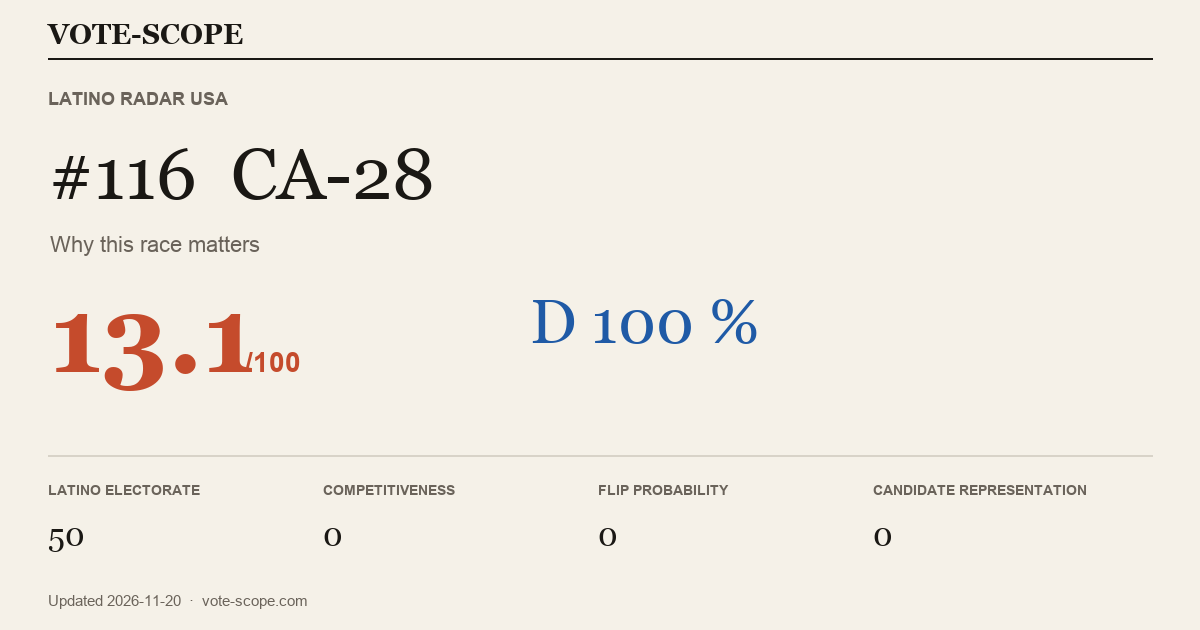 VOTE-SCOPE
LATINO RADAR USA
#116 CA-28
Why this race matters
13.1/100
D 100 %
LATINO ELECTORATE
COMPETITIVENESS
FLIP PROBABILITY
CANDIDATE REPRESENTATION
50
0
0
0
Updated 2026-11-20 · vote-scope.com